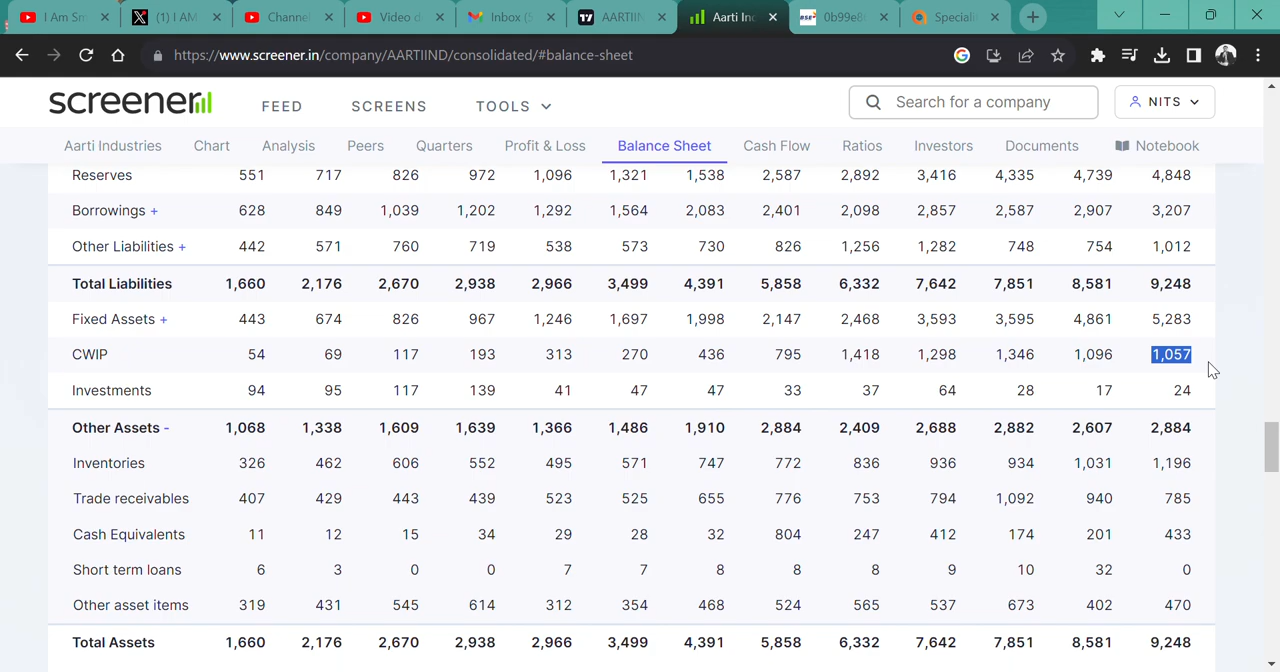 I Am Sm
(1) I AM
Channel
Video d
Inbox (5
AARTIIN
Aarti Inc
BSE 0b99e8
Speciali
https://www.screener.in/company/AARTIIND/consolidated/#balance-sheet
screener
FEED SCREENS TOOLS
Search for a company
NITS
Aarti Industries Chart Analysis Peers Quarters Profit & Loss Balance Sheet Cash Flow Ratios Investors Documents Notebook
Reserves 551 717 826 972 1,096 1,321 1,538 2,587 2,892 3,416 4,335 4,739 4,848
Borrowings + 628 849 1,039 1,202 1,292 1,564 2,083 2,401 2,098 2,857 2,587 2,907 3,207
Other Liabilities + 442 571 760 719 538 573 730 826 1,256 1,282 748 754 1,012
Total Liabilities 1,660 2,176 2,670 2,938 2,966 3,499 4,391 5,858 6,332 7,642 7,851 8,581 9,248
Fixed Assets + 443 674 826 967 1,246 1,697 1,998 2,147 2,468 3,593 3,595 4,861 5,283
CWIP 54 69 117 193 313 270 436 795 1,418 1,298 1,346 1,096 1,057
Investments 94 95 117 139 41 47 47 33 37 64 28 17 24
Other Assets - 1,068 1,338 1,609 1,639 1,366 1,486 1,910 2,884 2,409 2,688 2,882 2,607 2,884
Inventories 326 462 606 552 495 571 747 772 836 936 934 1,031 1,196
Trade receivables 407 429 443 439 523 525 655 776 753 794 1,092 940 785
Cash Equivalents 11 12 15 34 29 28 32 804 247 412 174 201 433
Short term loans 6 3 0 0 7 7 8 8 8 9 10 32 0
Other asset items 319 431 545 614 312 354 468 524 565 537 673 402 470
Total Assets 1,660 2,176 2,670 2,938 2,966 3,499 4,391 5,858 6,332 7,642 7,851 8,581 9,248